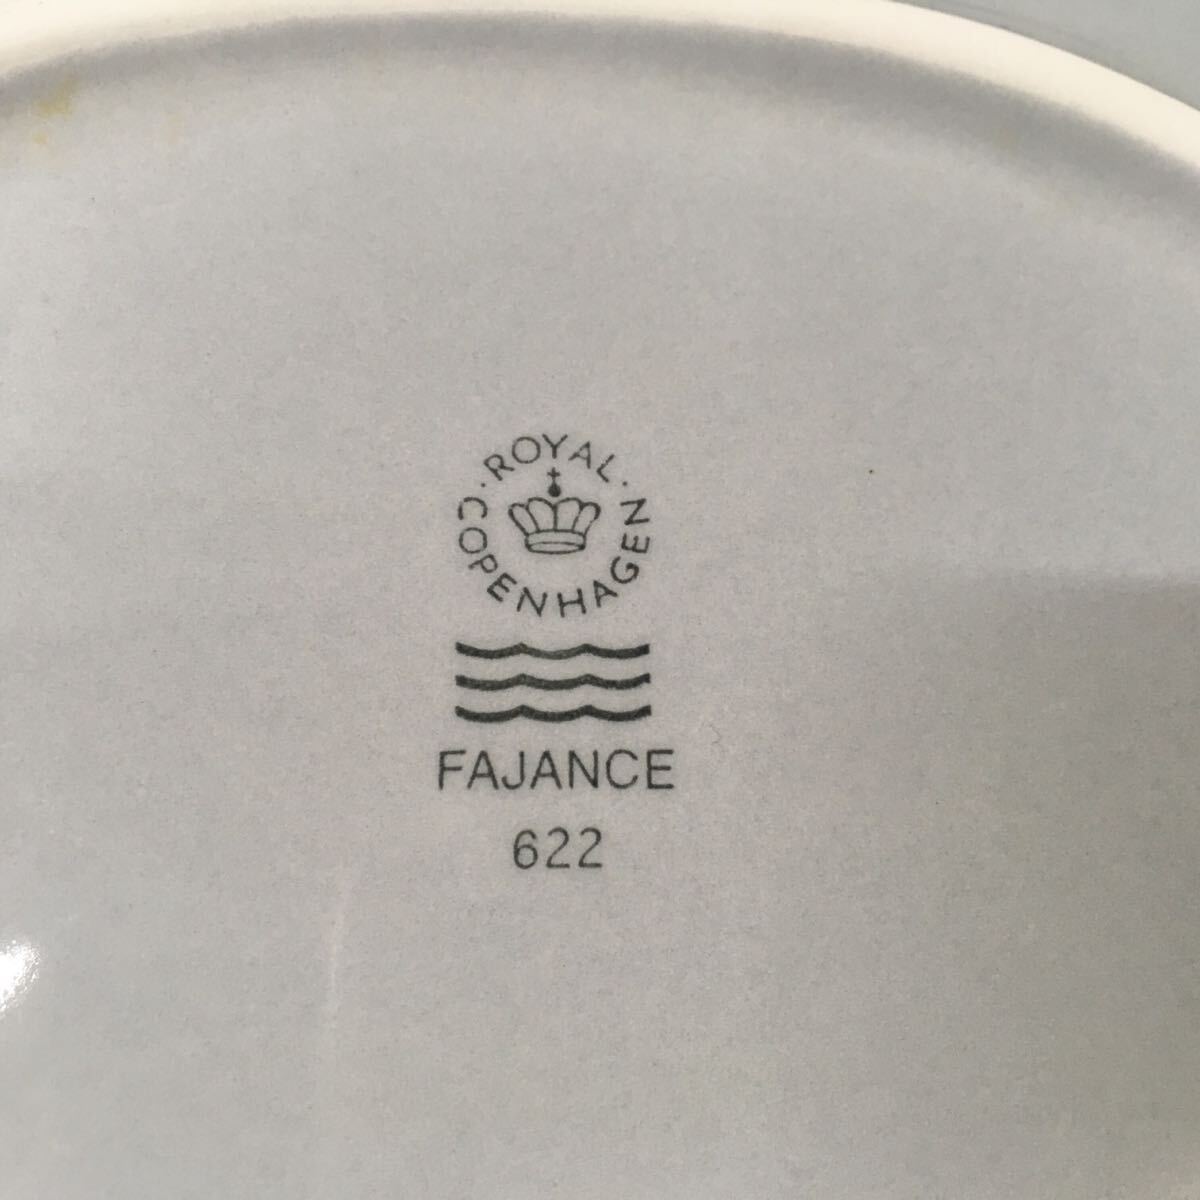 · ROYAL ·
COPENHAGEN
FAJANCE
622